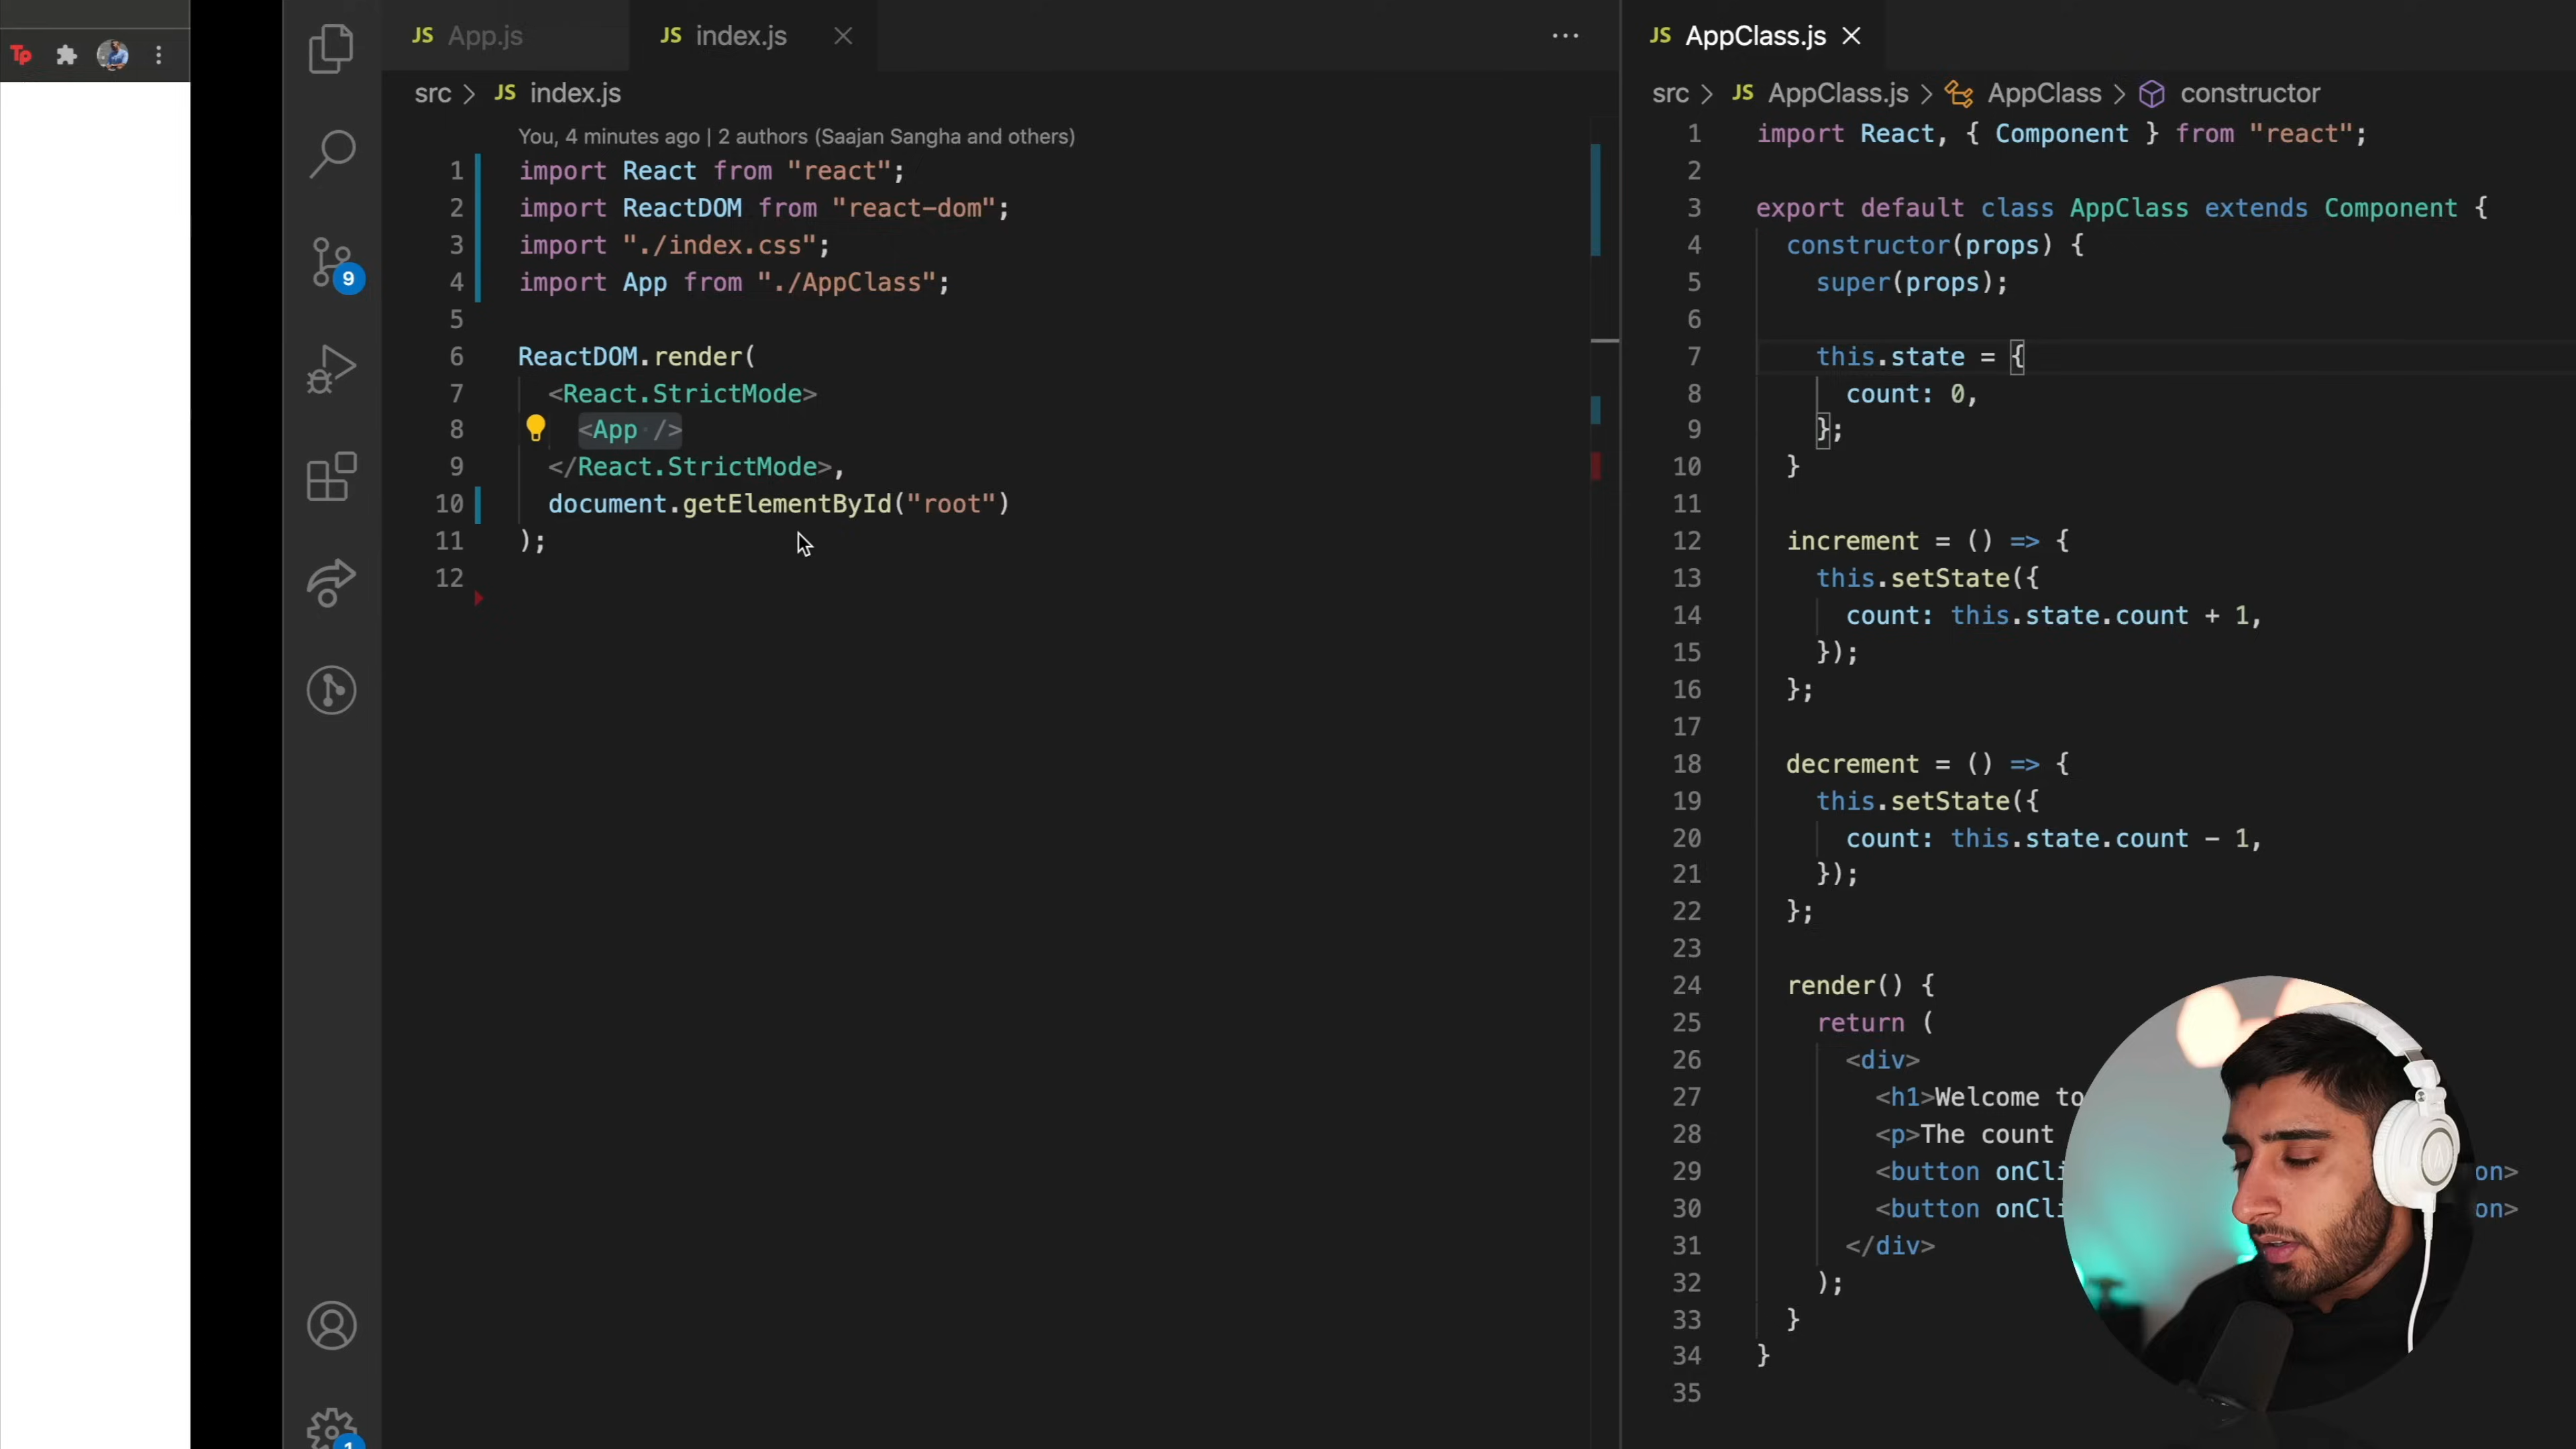 Tp
JS App.js
JS index.js
src > JS index.js
You, 4 minutes ago | 2 authors (Saajan Sangha and others)
1 import React from "react";
2 import ReactDOM from "react-dom";
3 import "./index.css";
4 import App from "./AppClass";
5
6 ReactDOM.render(
7 <React.StrictMode>
8 <App />
9 </React.StrictMode>,
10 document.getElementById("root")
11 );
12
9
1
JS AppClass.js
src > JS AppClass.js > AppClass > constructor
1 import React, { Component } from "react";
2
3 export default class AppClass extends Component {
4 constructor(props) {
5 super(props);
6
7 this.state = {
8 count: 0,
9 };
10 }
11
12 increment = () => {
13 this.setState({
14 count: this.state.count + 1,
15 });
16 };
17
18 decrement = () => {
19 this.setState({
20 count: this.state.count - 1,
21 });
22 };
23
24 render() {
25 return (
26 <div>
27 <h1>Welcome to
28 <p>The count
29 <button onCli on>
30 <button onCli on>
31 </div>
32 );
33 }
34 }
35